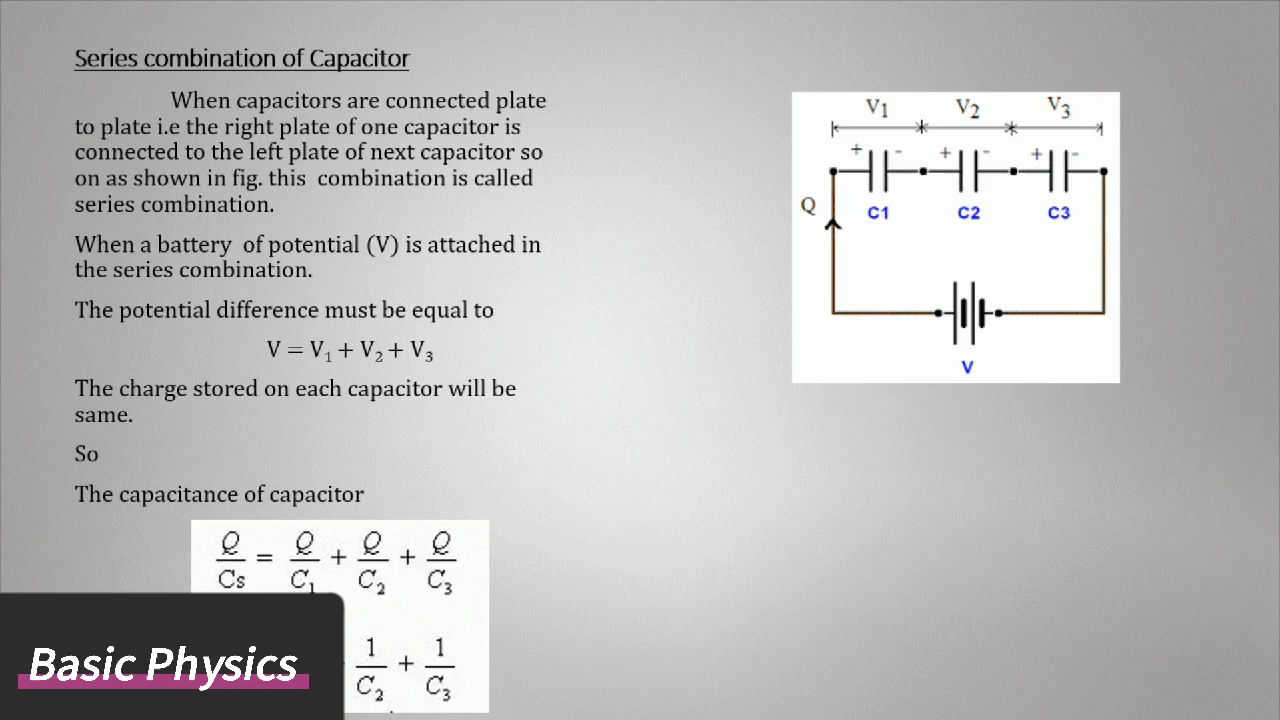 Series combination of Capacitor
When capacitors are connected plate
to plate i.e the right plate of one capacitor is
connected to the left plate of next capacitor so
on as shown in fig. this combination is called
series combination.
When a battery of potential (V) is attached in
the series combination.
The potential difference must be equal to
V = V₁ + V₂ + V₃
The charge stored on each capacitor will be
same.
So
The capacitance of capacitor
Q/Cs = Q/C₁ + Q/C₂ + Q/C₃
1/C₂ + 1/C₃
Basic Physics
V₁ V₂ V₃
+ - + - + -
Q
C1 C2 C3
V